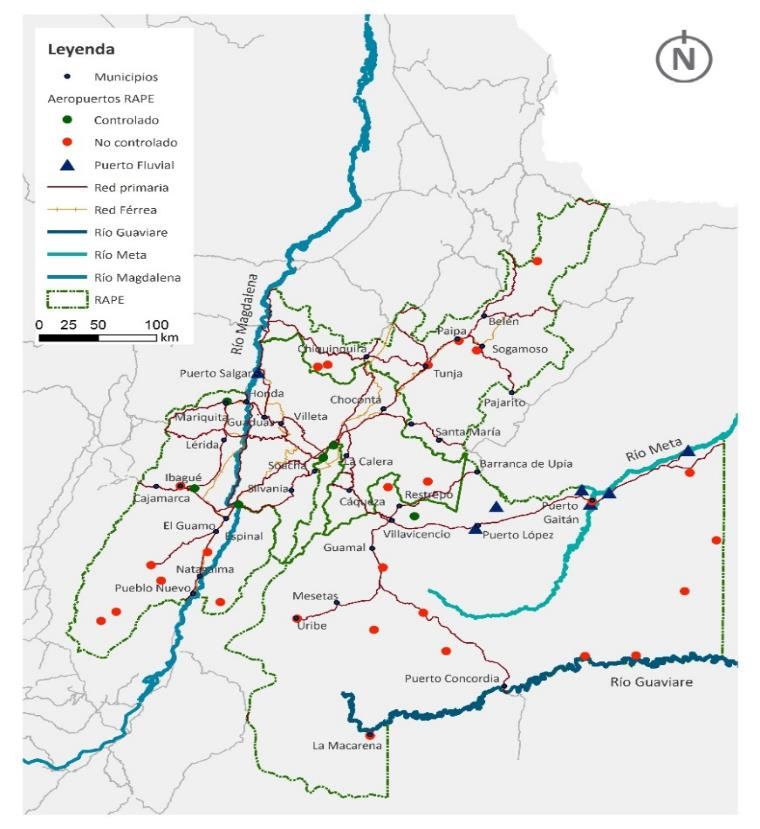 Leyenda
Municipios
Aeropuertos RAPE
Controlado
No controlado
Puerto Fluvial
Red primaria
Red Férrea
Río Guaviare
Río Meta
Río Magdalena
RAPE
0 25 50 100
km
N
Río Magdalena
Belén
Paipa
Sogamoso
Chiquinquira
Tunja
Puerto Salgar
Honda
Choconta
Pajarito
Mariquita
Guaduas
Villeta
Santa María
Lérida
Río Meta
Soacha
La Calera
Barranca de Upia
Ibagué
Cajamarca
Silvania
Cáqueza
Restrepo
Puerto
Gaitán
El Guamo
Espinal
Villavicencio
Puerto López
Guamal
Natagaima
Pueblo Nuevo
Mesetas
Uribe
Puerto Concordia
Río Guaviare
La Macarena